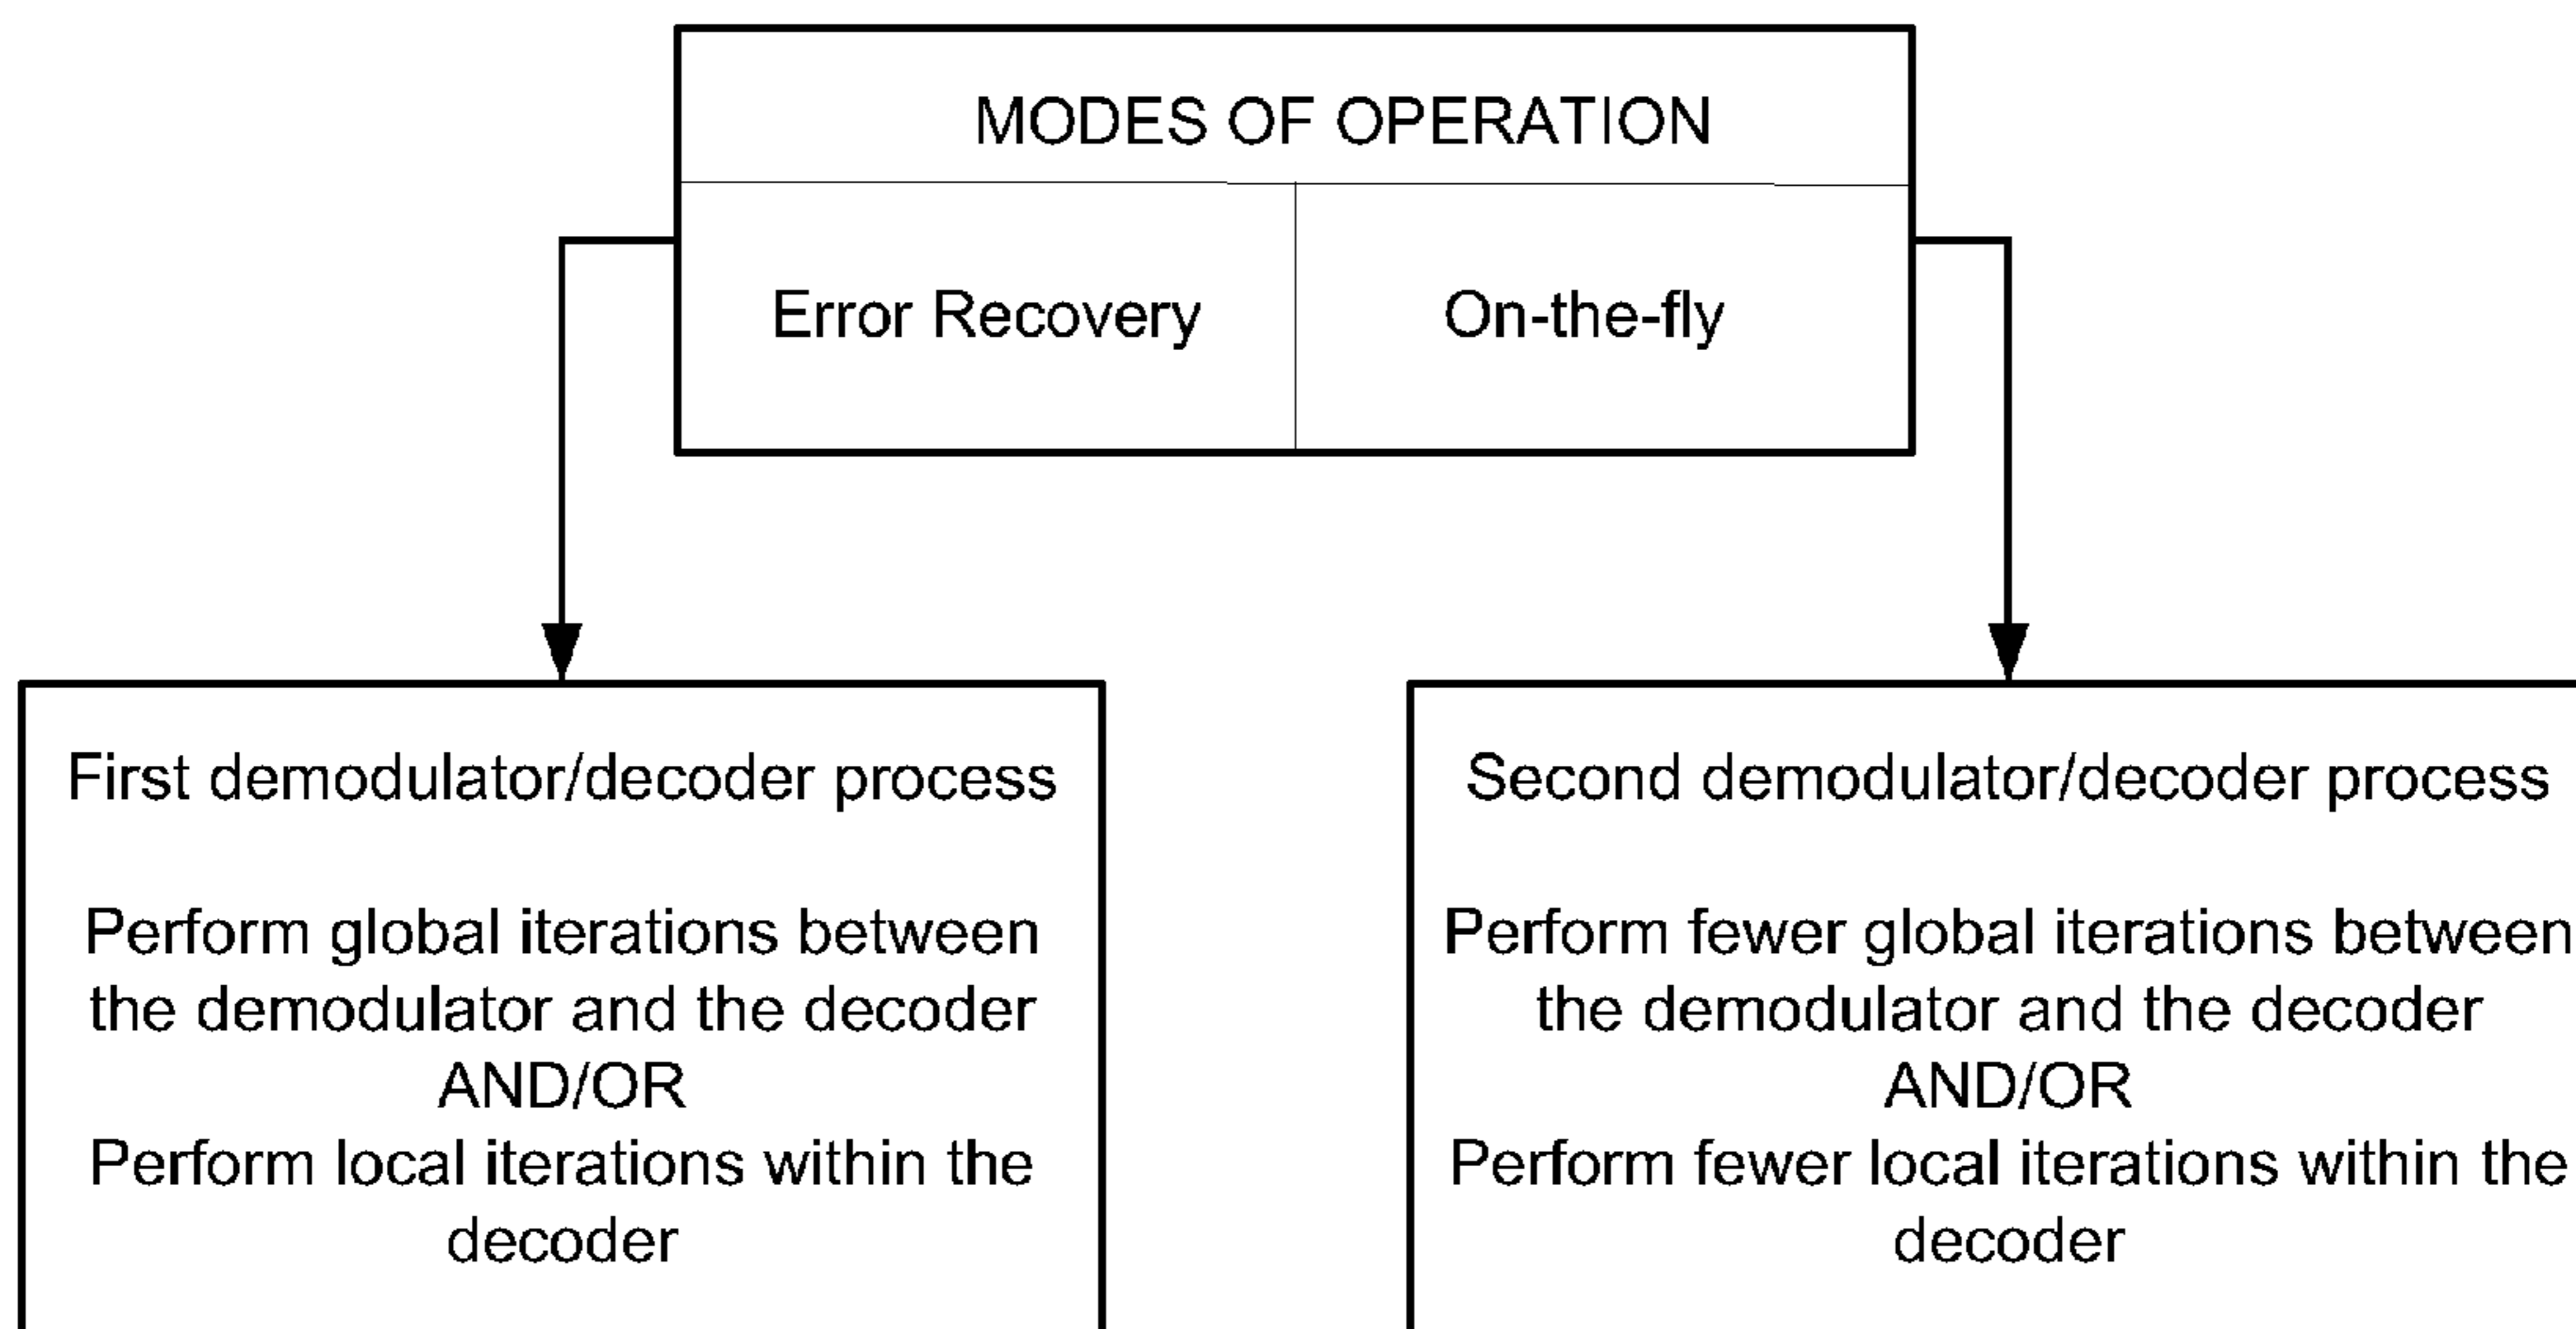 MODES OF OPERATION
Error Recovery
On-the-fly
First demodulator/decoder process
Perform global iterations between
the demodulator and the decoder
AND/OR
Perform local iterations within the
decoder
Second demodulator/decoder process
Perform fewer global iterations between
the demodulator and the decoder
AND/OR
Perform fewer local iterations within the
decoder